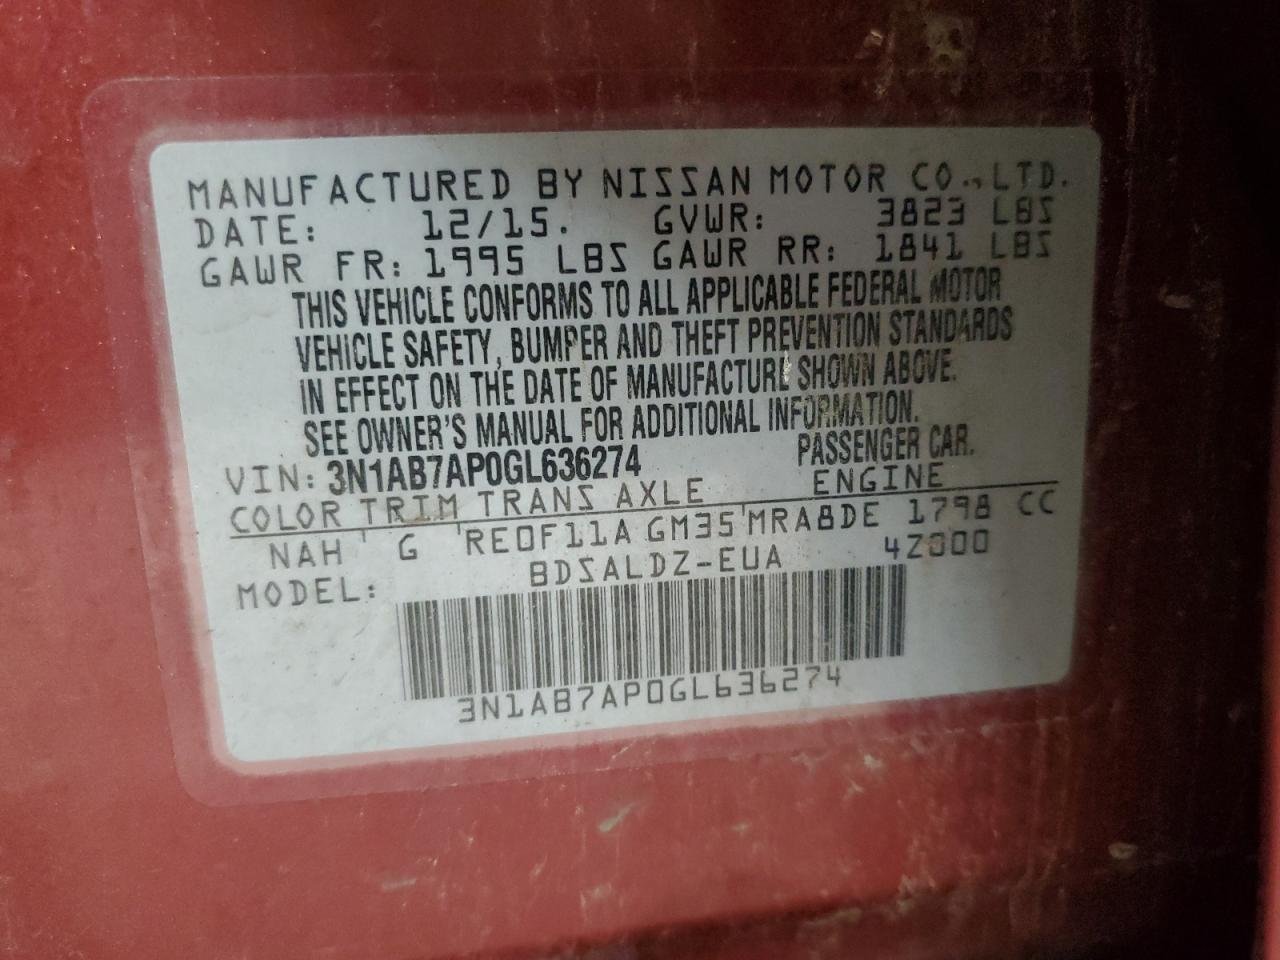 MANUFACTURED BY NISSAN MOTOR CO., LTD.
DATE: 12/15. GVWR: 3823 LBS
GAWR FR: 1995 LBS GAWR RR: 1841 LBS
THIS VEHICLE CONFORMS TO ALL APPLICABLE FEDERAL MOTOR
VEHICLE SAFETY, BUMPER AND THEFT PREVENTION STANDARDS
IN EFFECT ON THE DATE OF MANUFACTURE SHOWN ABOVE.
SEE OWNER'S MANUAL FOR ADDITIONAL INFORMATION.
VIN: 3N1AB7AP0GL636274 PASSENGER CAR.
COLOR TRIM TRANS AXLE ENGINE
NAH G RE0F11A GM35 MRA8DE 1798 CC
MODEL: BDSALDZ-EUA 4Z000
3N1AB7AP0GL636274